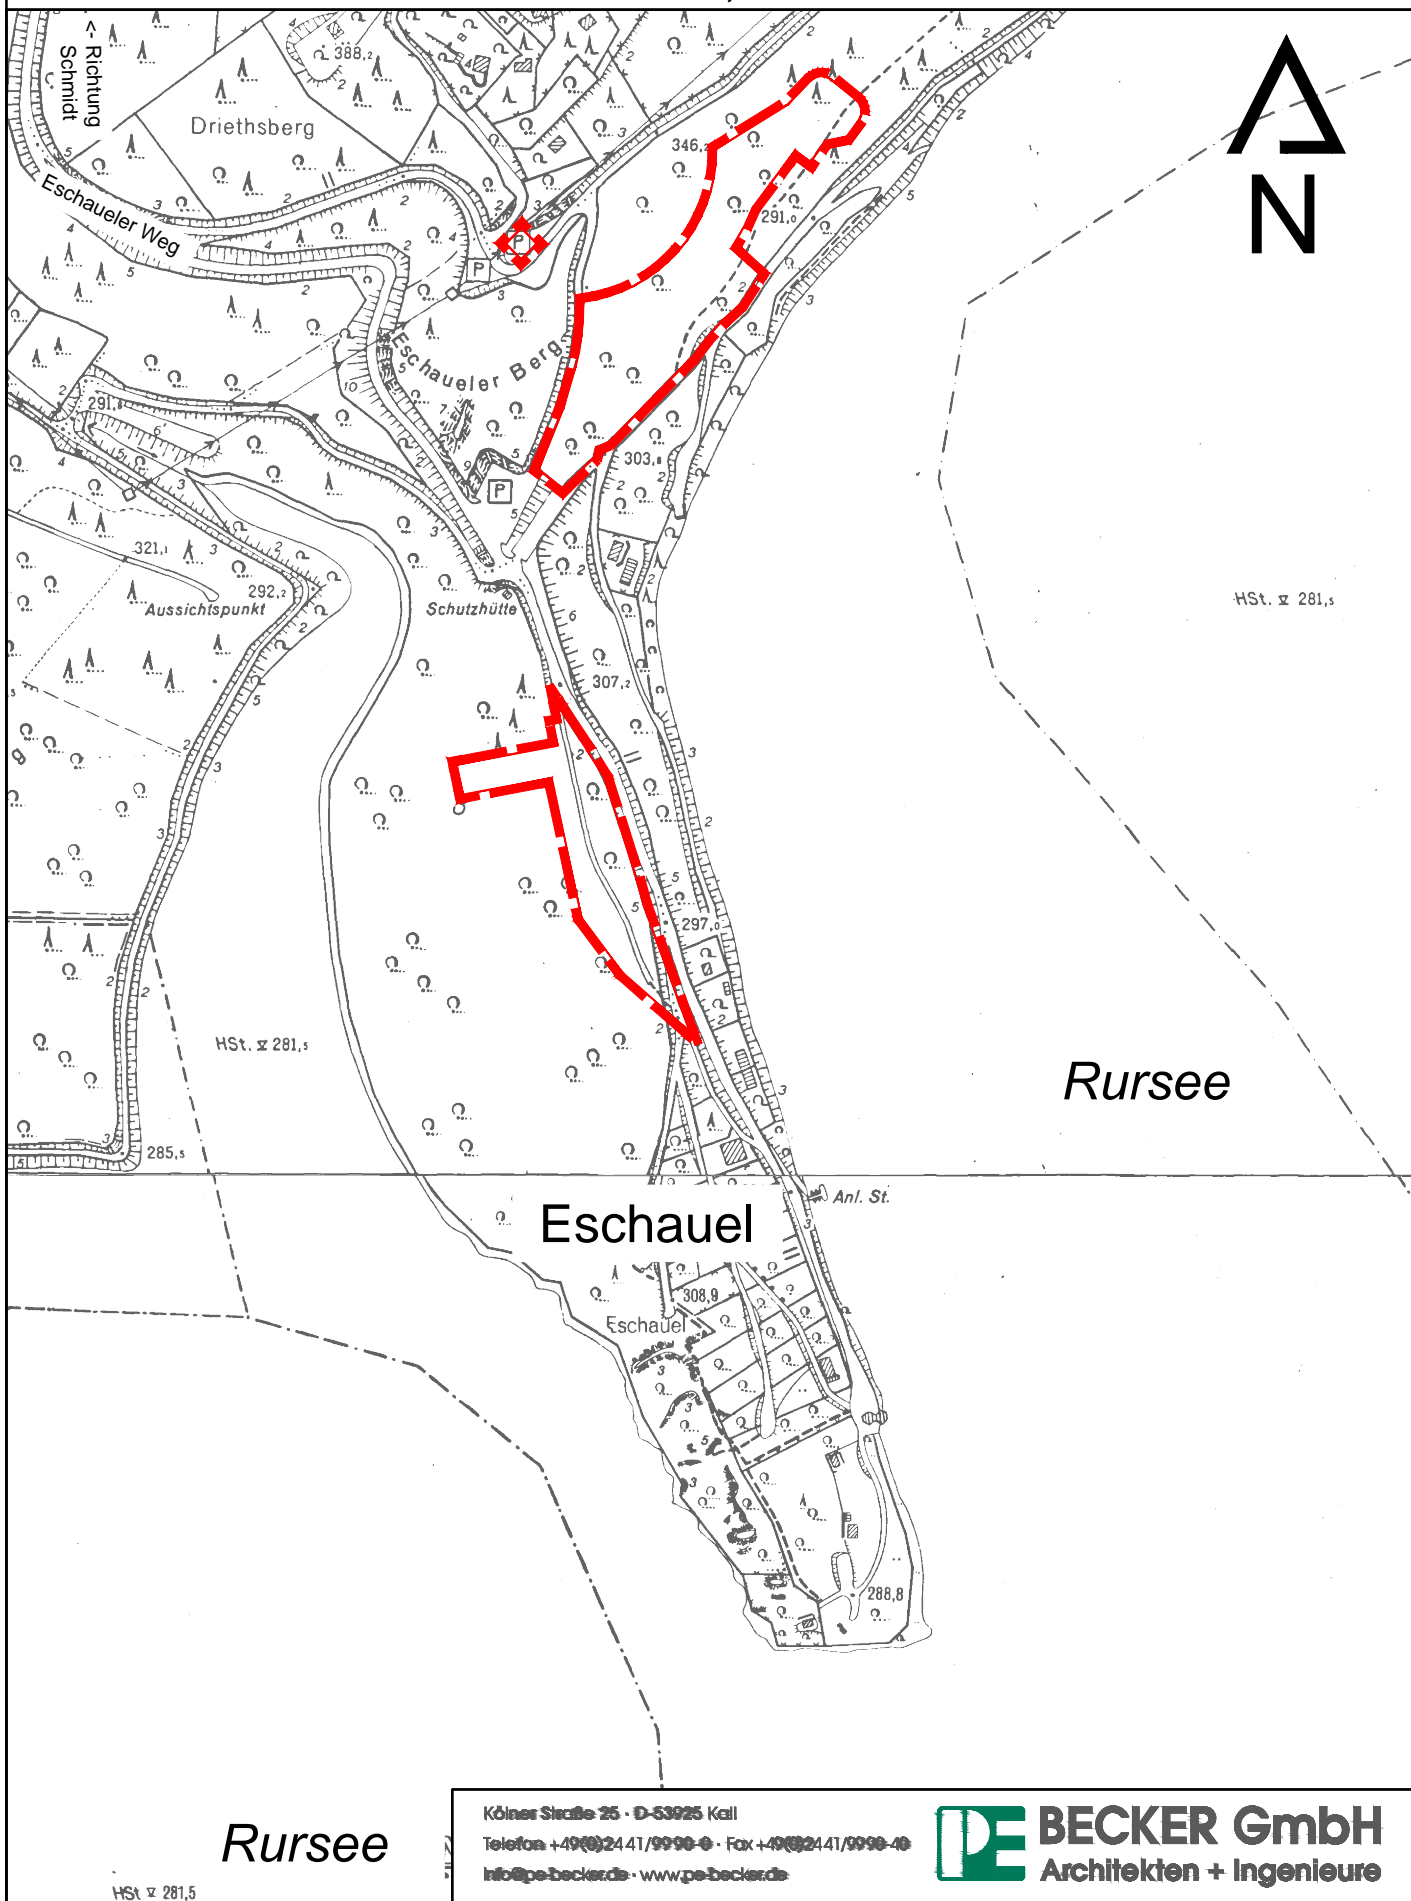 <- Richtung
Schmidt
388,2
Driethsberg
Eschaueler Weg
346,2
291,0
P
P
Eschaueler Berg
291,8
303,8
P
321,1
292,2
Aussichtspunkt
Schutzhütte
HSt. ⊻ 281,5
307,2
297,0
HSt. ⊻ 281,5
Rursee
285,5
Anl. St.
Eschauel
308,9
Eschauel
288,8
Rursee
HSt ⊻ 281,5
Kölner Straße 25 · D-53925 Kall
Telefon +49(0)2441/9990-0 · Fax +49(0)2441/9990-40
info@pe-becker.de · www.pe-becker.de
PE BECKER GmbH
Architekten + Ingenieure
N